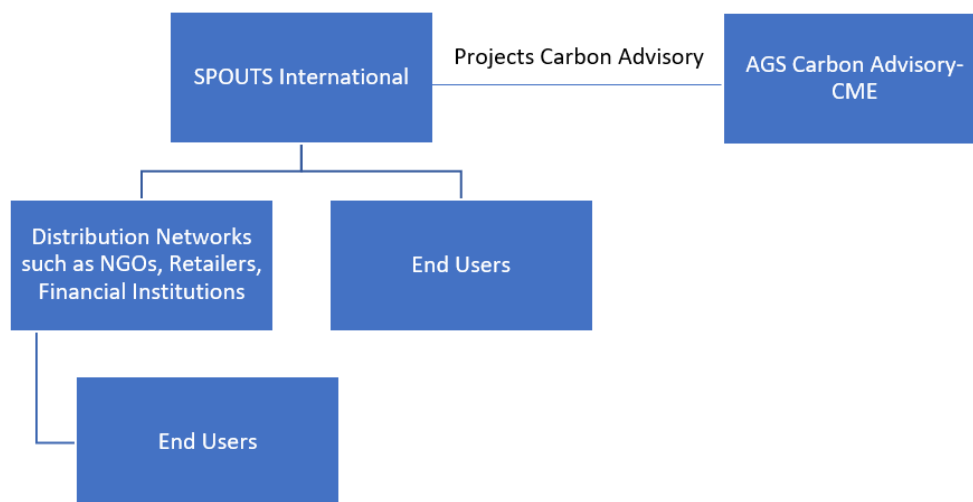 SPOUTS International
Projects Carbon Advisory
AGS Carbon Advisory-
CME
Distribution Networks
such as NGOs, Retailers,
Financial Institutions
End Users
End Users